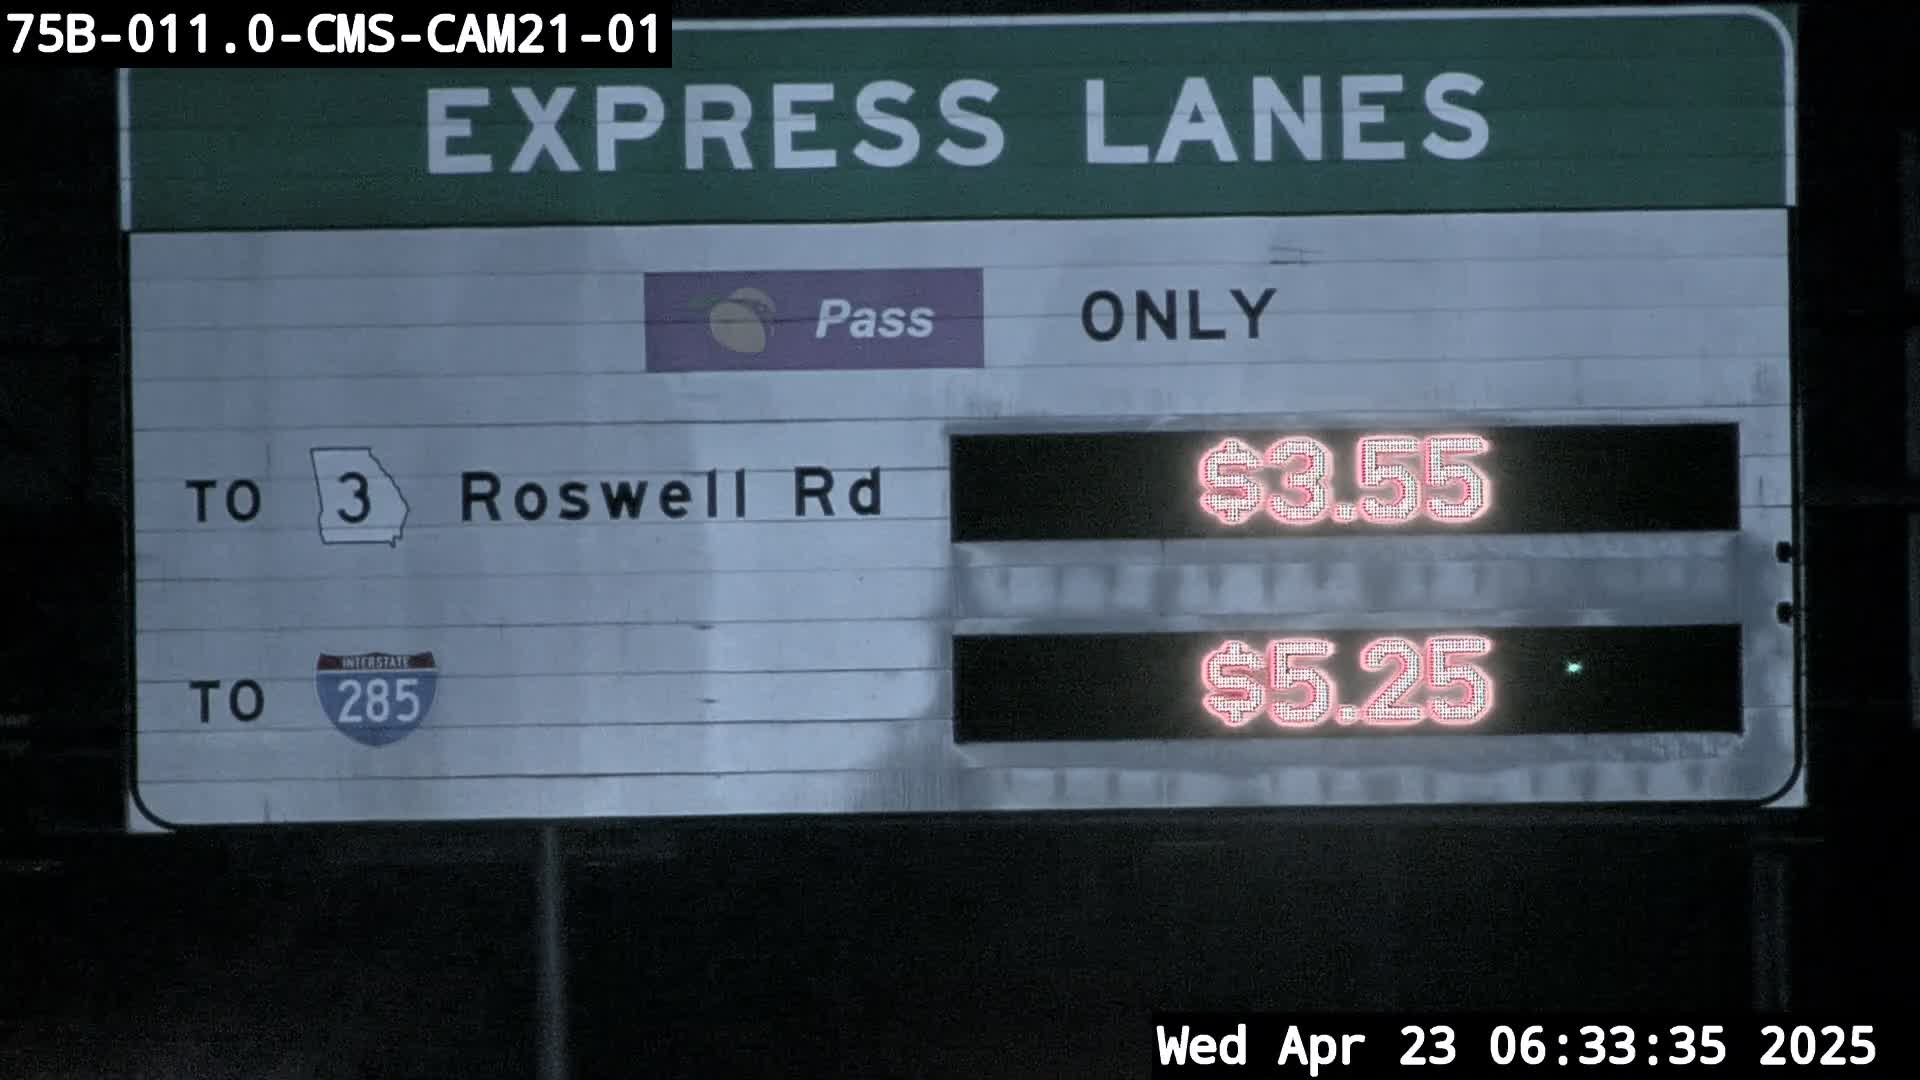 75B-011.0-CMS-CAM21-01
EXPRESS LANES
Pass ONLY
TO 3 Roswell Rd $3.55
INTERSTATE
TO 285 $5.25
Wed Apr 23 06:33:35 2025